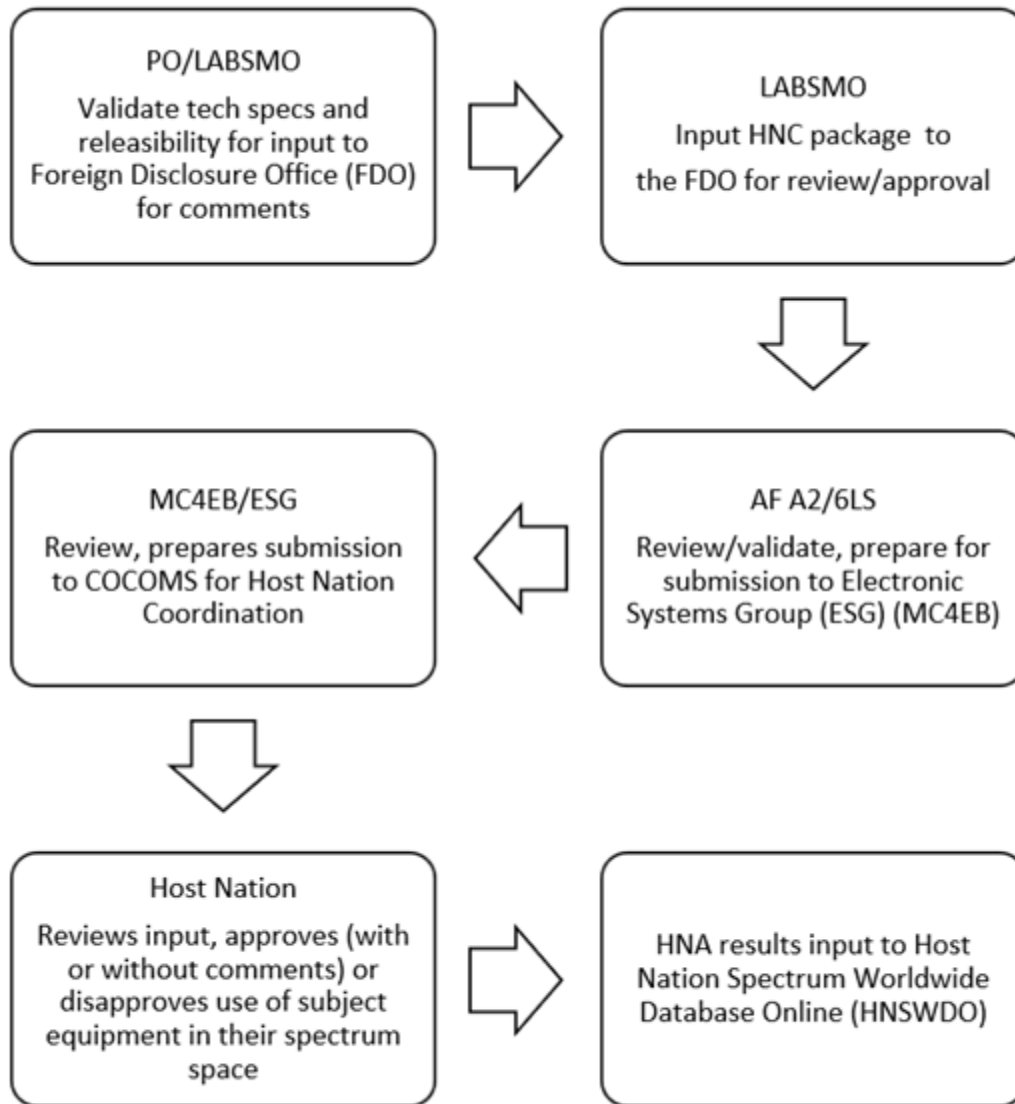 PO/LABSMO
Validate tech specs and
releasibility for input to
Foreign Disclosure Office (FDO)
for comments
LABSMO
Input HNC package to
the FDO for review/approval
AF A2/6LS
Review/validate, prepare for
submission to Electronic
Systems Group (ESG) (MC4EB)
MC4EB/ESG
Review, prepares submission
to COCOMS for Host Nation
Coordination
Host Nation
Reviews input, approves (with
or without comments) or
disapproves use of subject
equipment in their spectrum
space
HNA results input to Host
Nation Spectrum Worldwide
Database Online (HNSWDO)